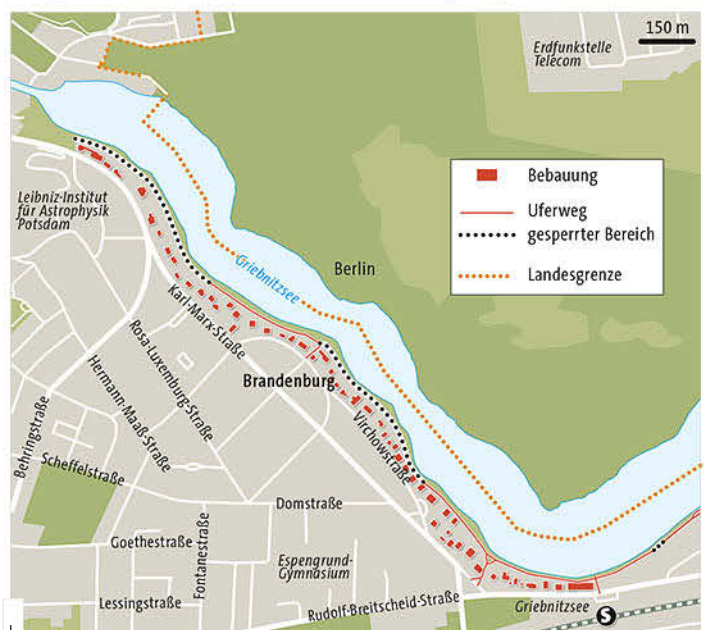 150 m
Erdfunkstelle
Telecom
Leibniz-Institut
für Astrophysik
Potsdam
Bebauung
Uferweg
gesperrter Bereich
Landesgrenze
Griebnitzsee
Berlin
Karl-Marx-Straße
Rosa-Luxemburg-Straße
Hermann-Maaß-Straße
Behringstraße
Brandenburg
Virchowstraße
Scheffelstraße
Domstraße
Goethestraße
Fontanestraße
Espengrund-
Gymnasium
Lessingstraße
Rudolf-Breitscheid-Straße
Griebnitzsee
S